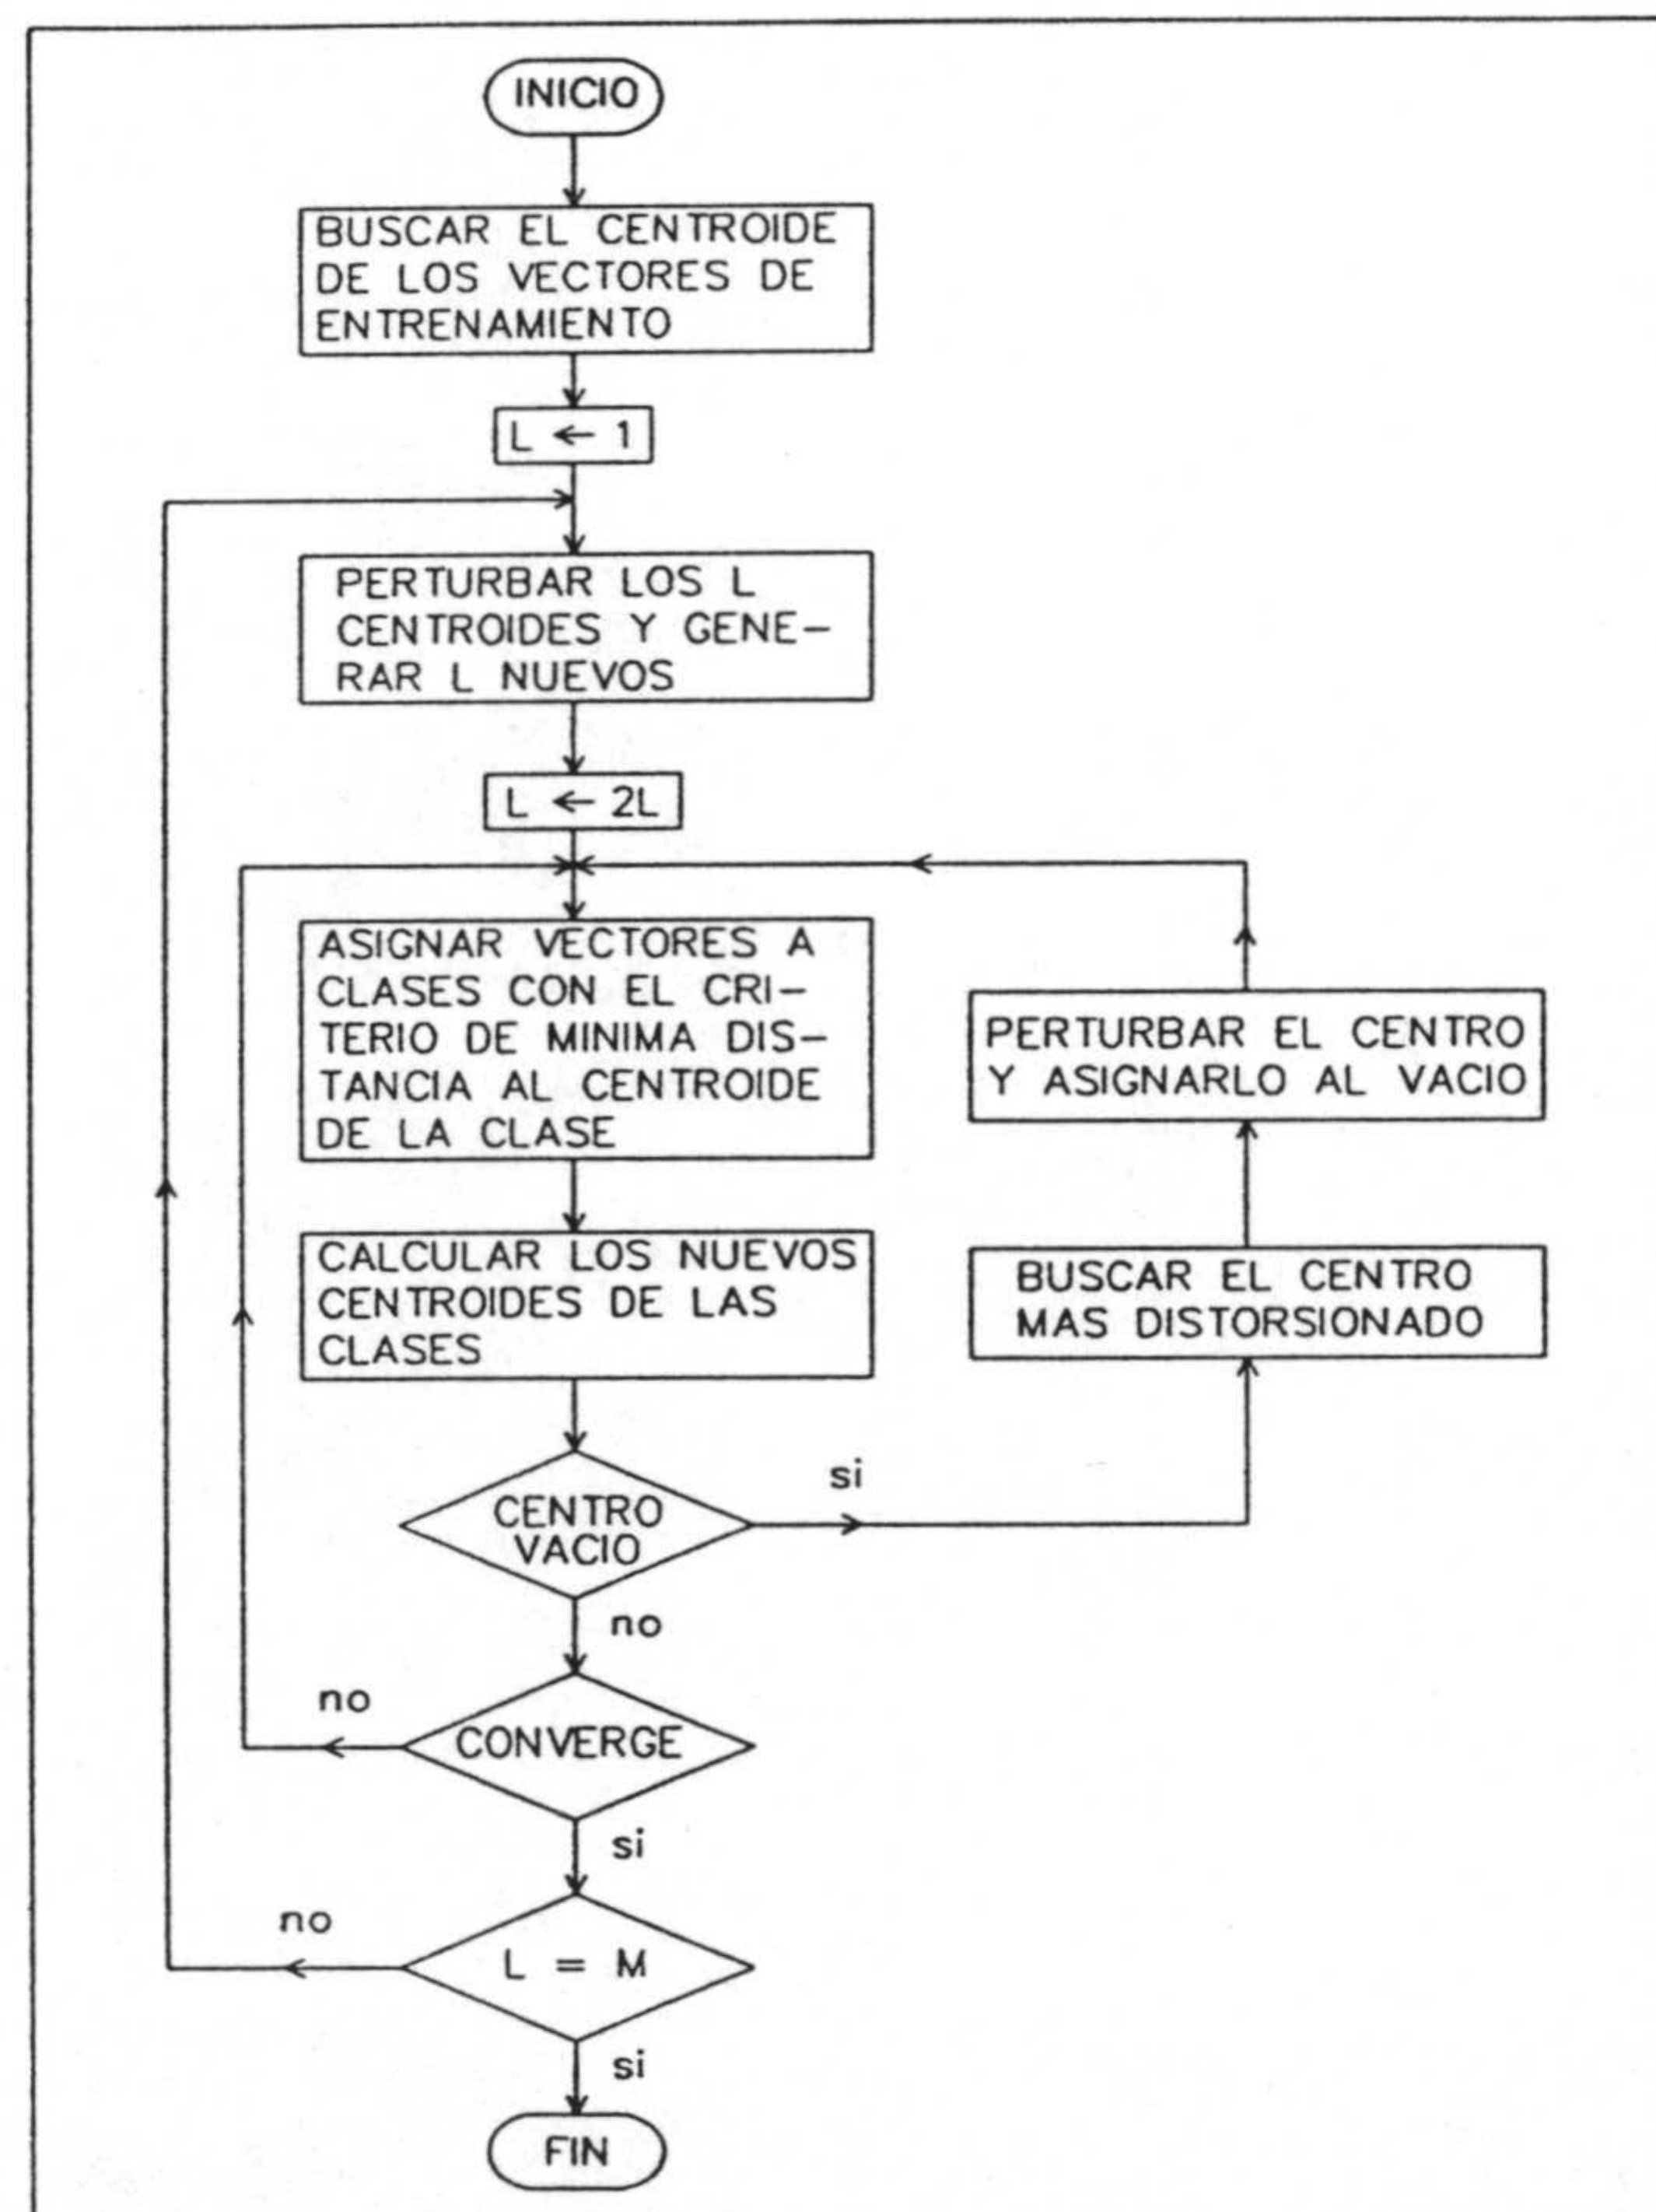 INICIO
BUSCAR EL CENTROIDE
DE LOS VECTORES DE
ENTRENAMIENTO
L ← 1
PERTURBAR LOS L
CENTROIDES Y GENE-
RAR L NUEVOS
L ← 2L
ASIGNAR VECTORES A
CLASES CON EL CRI-
TERIO DE MINIMA DIS-
TANCIA AL CENTROIDE
DE LA CLASE
PERTURBAR EL CENTRO
Y ASIGNARLO AL VACIO
CALCULAR LOS NUEVOS
CENTROIDES DE LAS
CLASES
BUSCAR EL CENTRO
MAS DISTORSIONADO
CENTRO
VACIO
si
no
CONVERGE
no
si
L = M
no
si
FIN